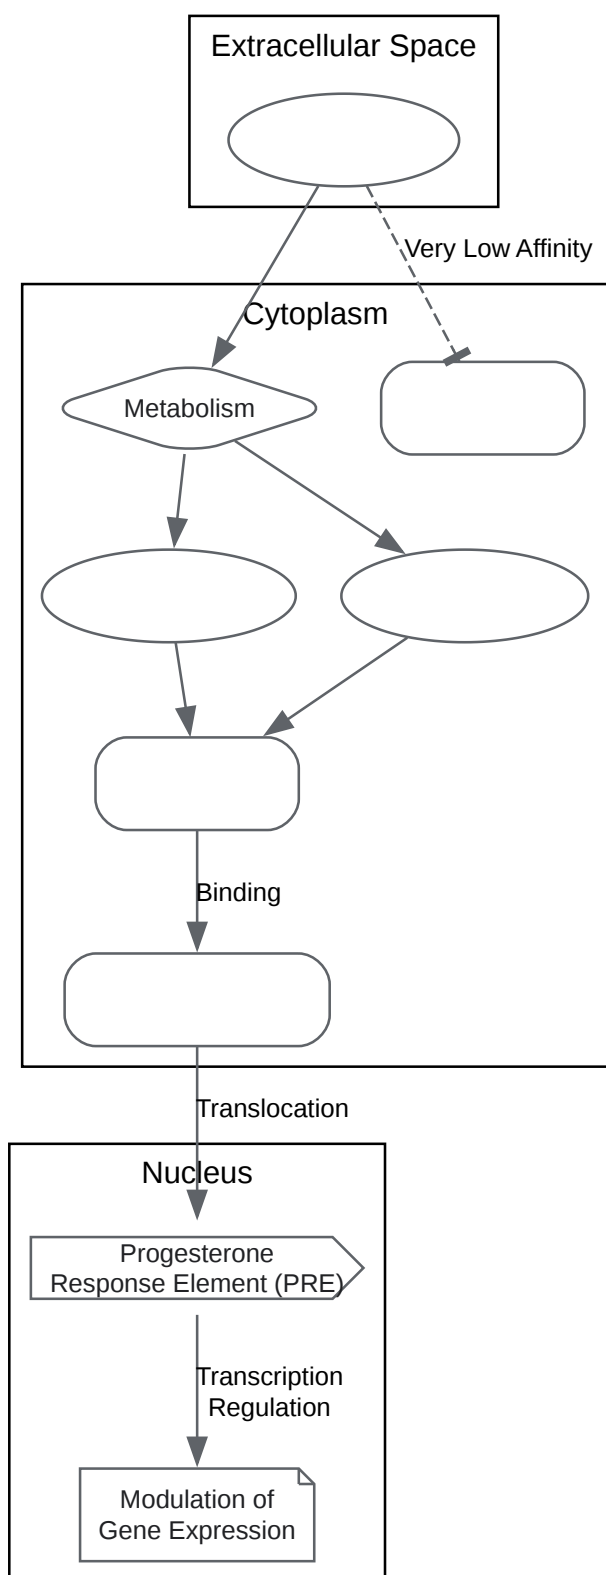 Extracellular Space
Very Low Affinity
Cytoplasm
Metabolism
Binding
Translocation
Nucleus
Progesterone
Response Element (PRE)
Transcription
Regulation
Modulation of
Gene Expression